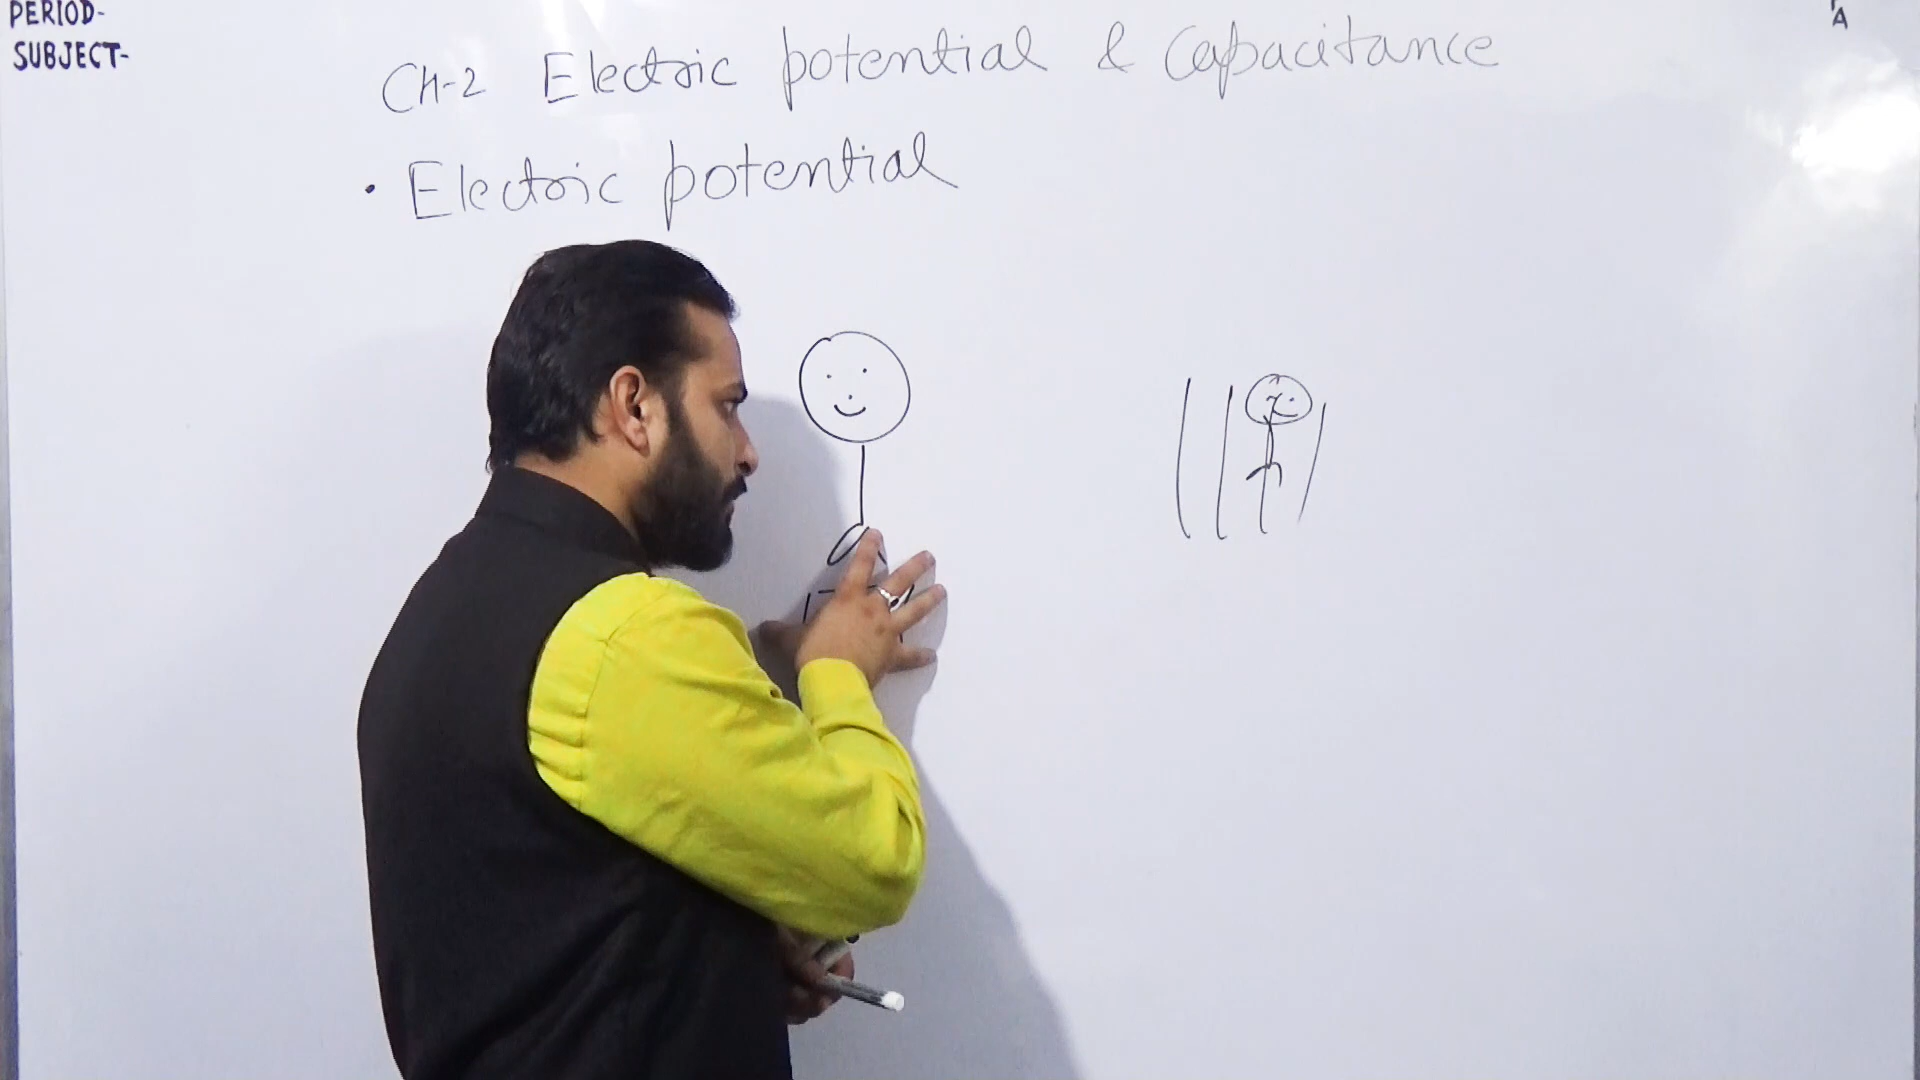 PERIOD-
SUBJECT-
A
Ch-2 Electric potential & Capacitance
• Electric potential